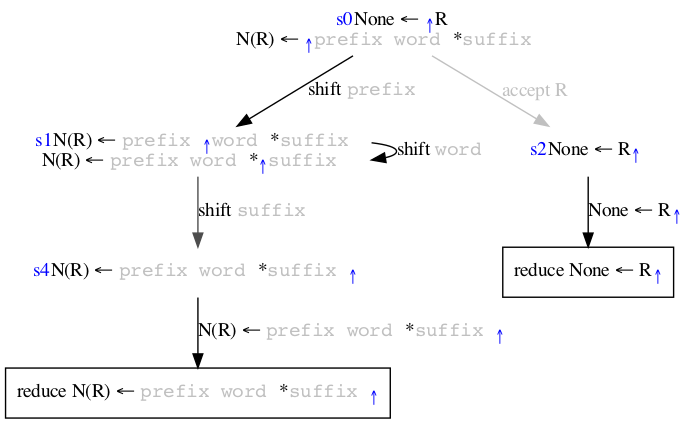 s0None ← ↑R
N(R) ← ↑prefix word *suffix
shift prefix
accept R
s1N(R) ← prefix ↑word *suffix
N(R) ← prefix word *↑suffix
shift word
s2None ← R↑
shift suffix
None ← R↑
s4N(R) ← prefix word *suffix ↑
reduce None ← R↑
N(R) ← prefix word *suffix ↑
reduce N(R) ← prefix word *suffix ↑